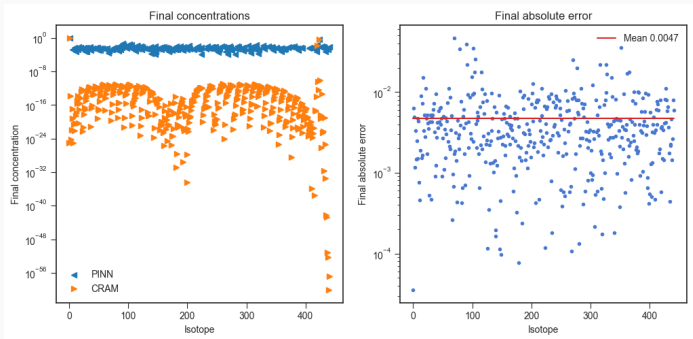 Final concentrations
10⁰
10⁻⁸
10⁻¹⁶
10⁻²⁴
10⁻³²
10⁻⁴⁰
10⁻⁴⁸
10⁻⁵⁶
Final concentration
PINN
CRAM
0
100
200
300
400
Isotope
Final absolute error
Mean 0.0047
10⁻²
10⁻³
10⁻⁴
Final absolute error
0
100
200
300
400
Isotope